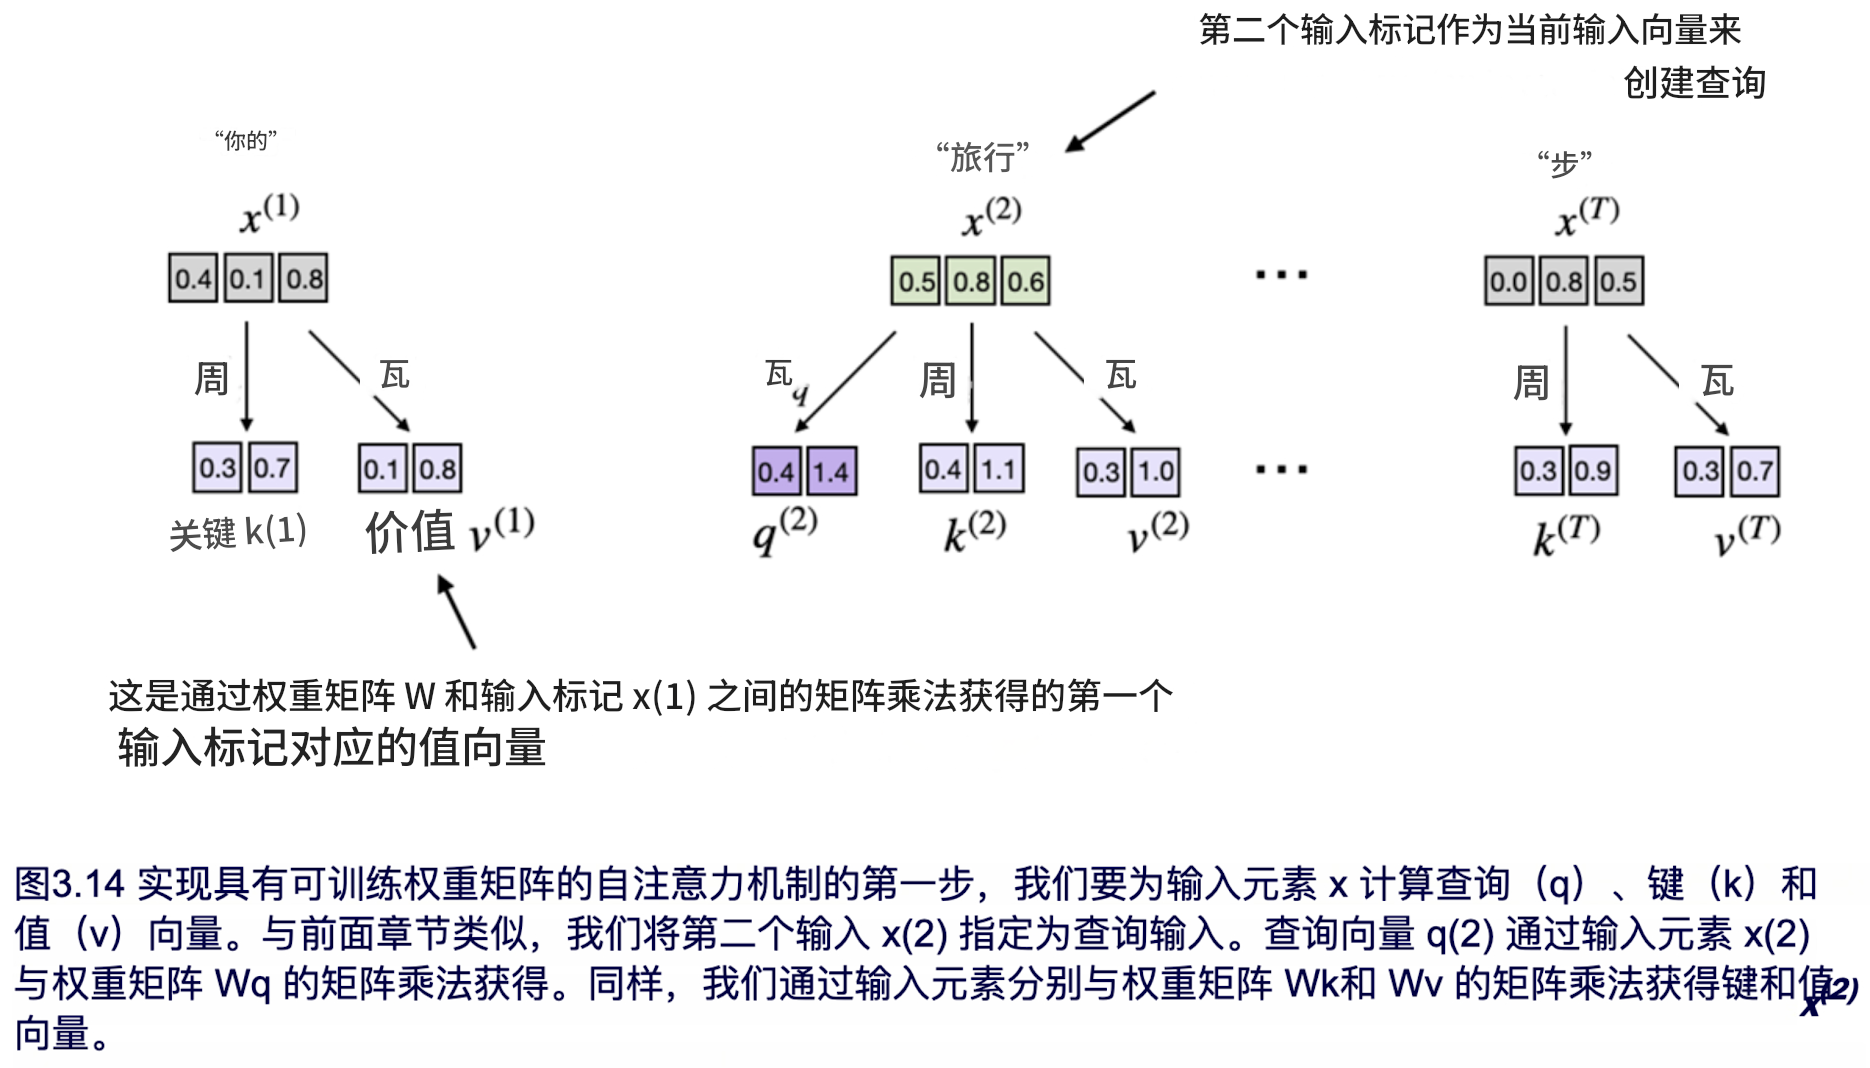 第二个输入标记作为当前输入向量来
创建查询
“你的”
“旅行”
“步”
x(1)
x(2)
x(T)
0.4 0.1 0.8
0.5 0.8 0.6
...
0.0 0.8 0.5
周 瓦
瓦q 周 瓦
周 瓦
0.3 0.7
0.1 0.8
0.4 1.4
0.4 1.1
0.3 1.0
...
0.3 0.9
0.3 0.7
关键 k(1)
价值 v(1)
q(2)
k(2)
v(2)
k(T)
v(T)
这是通过权重矩阵 W 和输入标记 x(1) 之间的矩阵乘法获得的第一个
输入标记对应的值向量
图3.14 实现具有可训练权重矩阵的自注意力机制的第一步，我们要为输入元素 x 计算查询（q）、键（k）和
值（v）向量。与前面章节类似，我们将第二个输入 x(2) 指定为查询输入。查询向量 q(2) 通过输入元素 x(2)
与权重矩阵 Wq 的矩阵乘法获得。同样，我们通过输入元素分别与权重矩阵 Wk和 Wv 的矩阵乘法获得键和值
x(2)
向量。